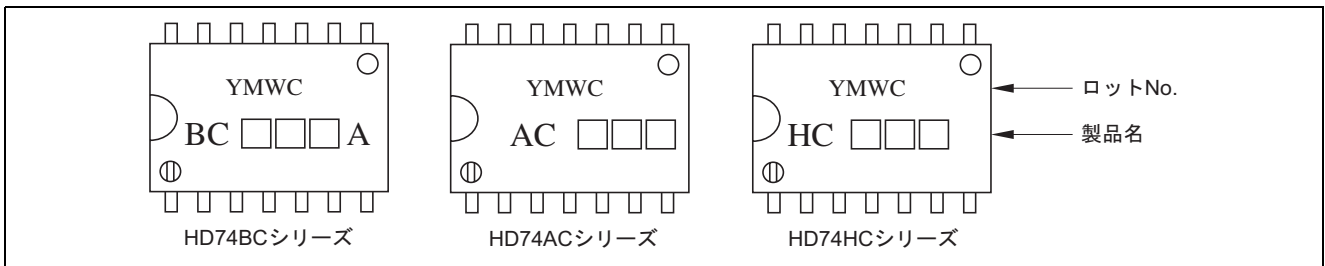 YMWC
BC □□□ A
HD74BCシリーズ
YMWC
AC □□□
HD74ACシリーズ
YMWC
HC □□□
HD74HCシリーズ
ロットNo.
製品名